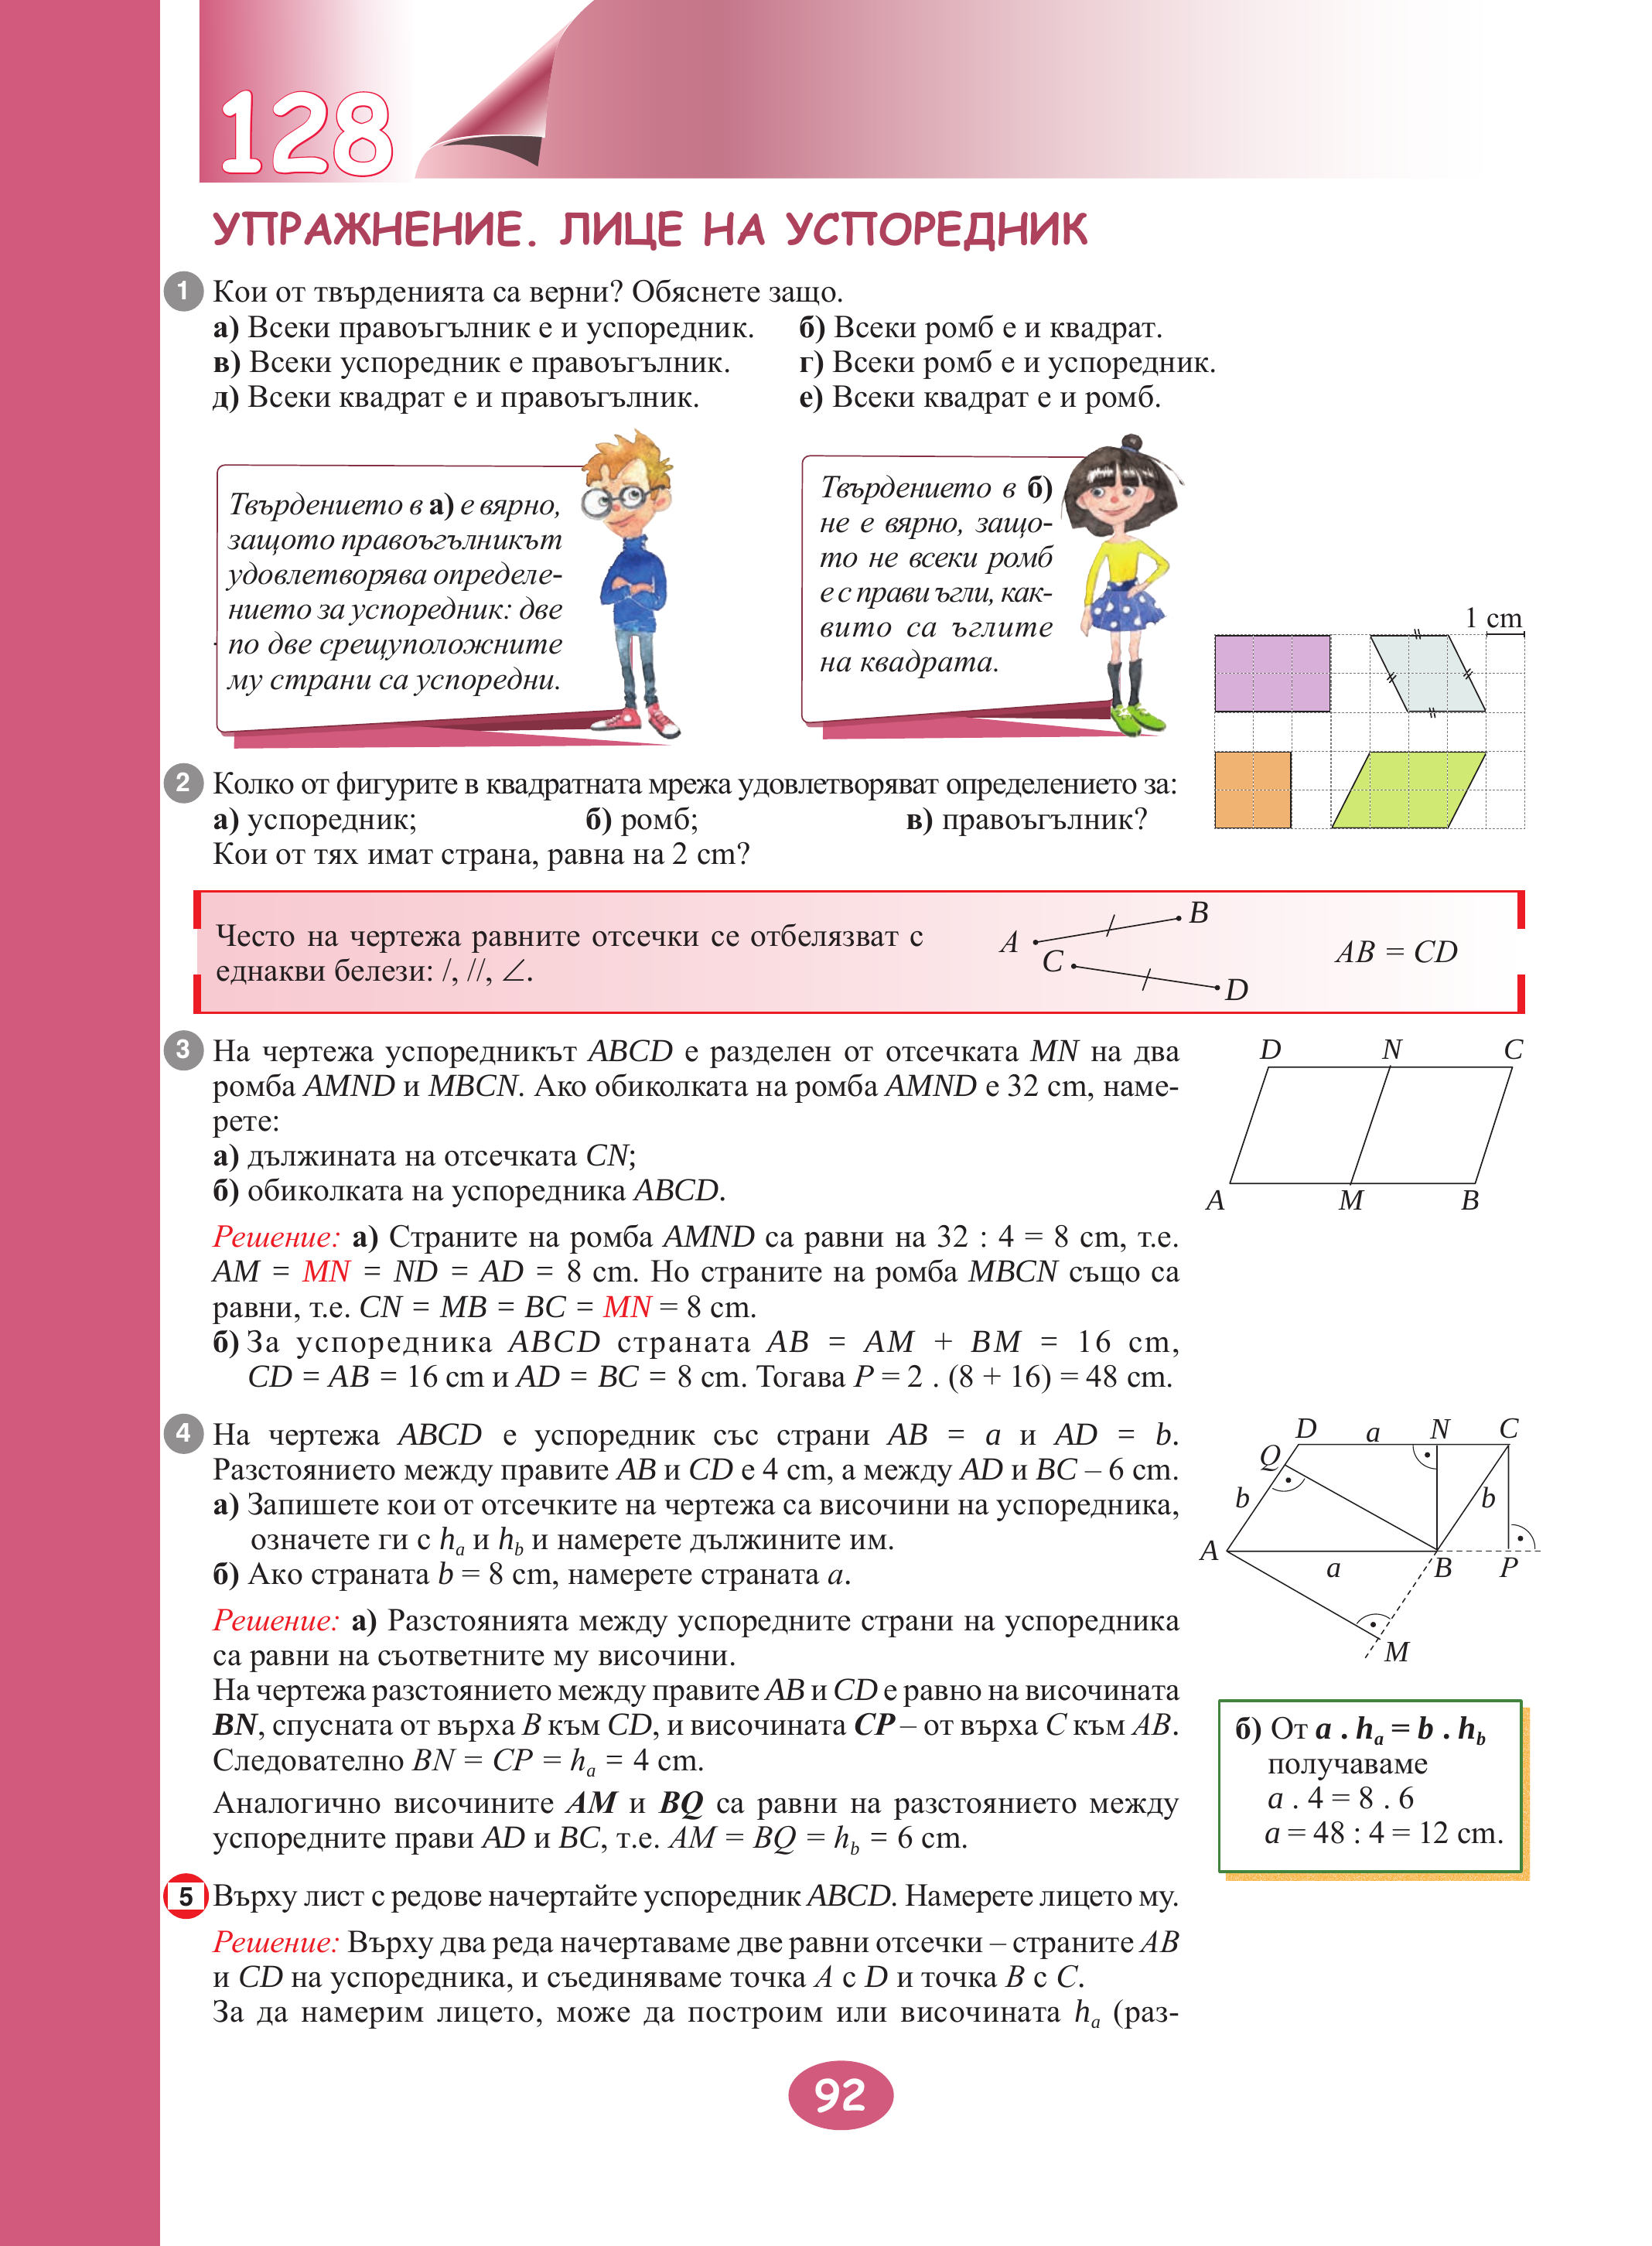 128
УПРАЖНЕНИЕ. ЛИЦЕ НА УСПОРЕДНИК
1 Кои от твърденията са верни? Обяснете защо.
а) Всеки правоъгълник е и успоредник. б) Всеки ромб е и квадрат.
в) Всеки успоредник е правоъгълник. г) Всеки ромб е и успоредник.
д) Всеки квадрат е и правоъгълник. е) Всеки квадрат е и ромб.
Твърдението в а) е вярно,
защото правоъгълникът
удовлетворява определе-
нието за успоредник: две
по две срещуположните
му страни са успоредни.
Твърдението в б)
не е вярно, защо-
то не всеки ромб
е с прави ъгли, как-
вито са ъглите
на квадрата.
1 cm
2 Колко от фигурите в квадратната мрежа удовлетворяват определението за:
а) успоредник; б) ромб; в) правоъгълник?
Кои от тях имат страна, равна на 2 cm?
Често на чертежа равните отсечки се отбелязват с
еднакви белези: /, //, ∠.
A B
C D
AB = CD
3 На чертежа успоредникът ABCD е разделен от отсечката MN на два
ромба AMND и MBCN. Ако обиколката на ромба AMND е 32 cm, наме-
рете:
а) дължината на отсечката CN;
б) обиколката на успоредника ABCD.
D N C
A M B
Решение: а) Страните на ромба AMND са равни на 32 : 4 = 8 cm, т.е.
AM = MN = ND = AD = 8 cm. Но страните на ромба MBCN също са
равни, т.е. CN = MB = BC = MN = 8 cm.
б) За успоредника ABCD страната AB = AM + BM = 16 cm,
CD = AB = 16 cm и AD = BC = 8 cm. Тогава P = 2 . (8 + 16) = 48 cm.
4 На чертежа ABCD е успоредник със страни AB = a и AD = b.
Разстоянието между правите AB и CD е 4 cm, а между AD и BC – 6 cm.
а) Запишете кои от отсечките на чертежа са височини на успоредника,
означете ги с hₐ и h_b и намерете дължините им.
б) Ако страната b = 8 cm, намерете страната a.
D a N C
Q
b b
A a B P
M
Решение: а) Разстоянията между успоредните страни на успоредника
са равни на съответните му височини.
На чертежа разстоянието между правите AB и CD е равно на височината
BN, спусната от върха B към CD, и височината CP – от върха C към AB.
Следователно BN = CP = hₐ = 4 cm.
Аналогично височините AM и BQ са равни на разстоянието между
успоредните прави AD и BC, т.е. AM = BQ = h_b = 6 cm.
б) От a . hₐ = b . h_b
получаваме
a . 4 = 8 . 6
a = 48 : 4 = 12 cm.
5 Върху лист с редове начертайте успоредник ABCD. Намерете лицето му.
Решение: Върху два реда начертаваме две равни отсечки – страните AB
и CD на успоредника, и съединяваме точка A с D и точка B с C.
За да намерим лицето, може да построим или височината hₐ (раз-
92